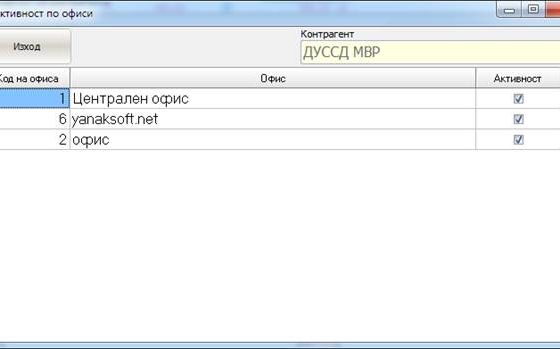 ктивност по офиси
Изход
Контрагент
ДУССД МВР
Код на офиса Офис Активност
1 Централен офис
6 yanaksoft.net
2 офис